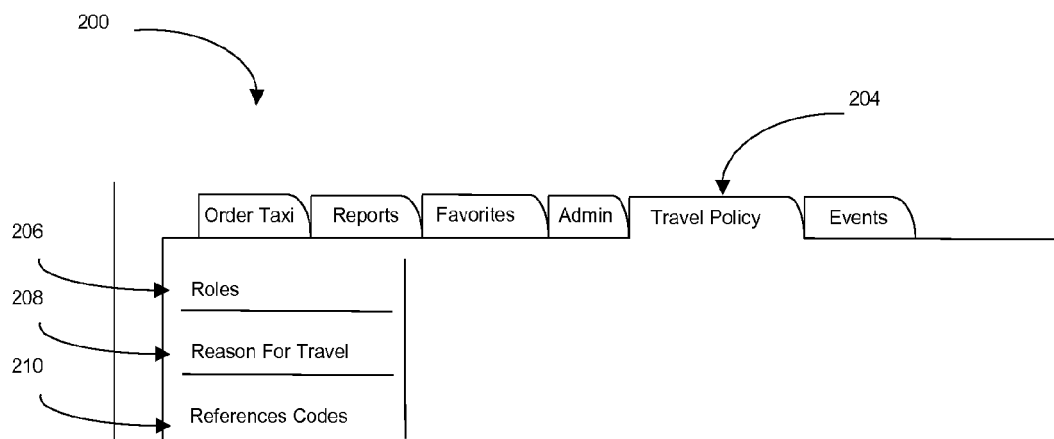 200
204
Order Taxi Reports Favorites Admin Travel Policy Events
206
Roles
208
Reason For Travel
210
References Codes